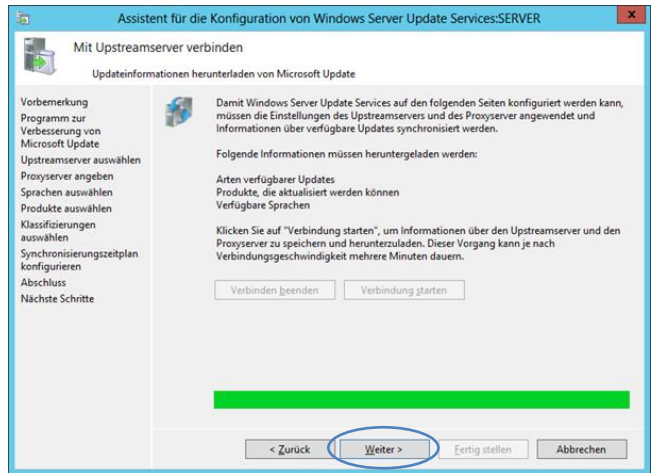 Assistent für die Konfiguration von Windows Server Update Services:SERVER
x
Mit Upstreamserver verbinden
Updateinformationen herunterladen von Microsoft Update
Vorbemerkung
Programm zur
Verbesserung von
Microsoft Update
Upstreamserver auswählen
Proxyserver angeben
Sprachen auswählen
Produkte auswählen
Klassifizierungen
auswählen
Synchronisierungszeitplan
konfigurieren
Abschluss
Nächste Schritte
Damit Windows Server Update Services auf den folgenden Seiten konfiguriert werden kann,
müssen die Einstellungen des Upstreamservers und des Proxyserver angewendet und
Informationen über verfügbare Updates synchronisiert werden.
Folgende Informationen müssen heruntergeladen werden:
Arten verfügbarer Updates
Produkte, die aktualisiert werden können
Verfügbare Sprachen
Klicken Sie auf "Verbindung starten", um Informationen über den Upstreamserver und den
Proxyserver zu speichern und herunterzuladen. Dieser Vorgang kann je nach
Verbindungsgeschwindigkeit mehrere Minuten dauern.
Verbinden beenden Verbindung starten
< Zurück Weiter > Fertig stellen Abbrechen